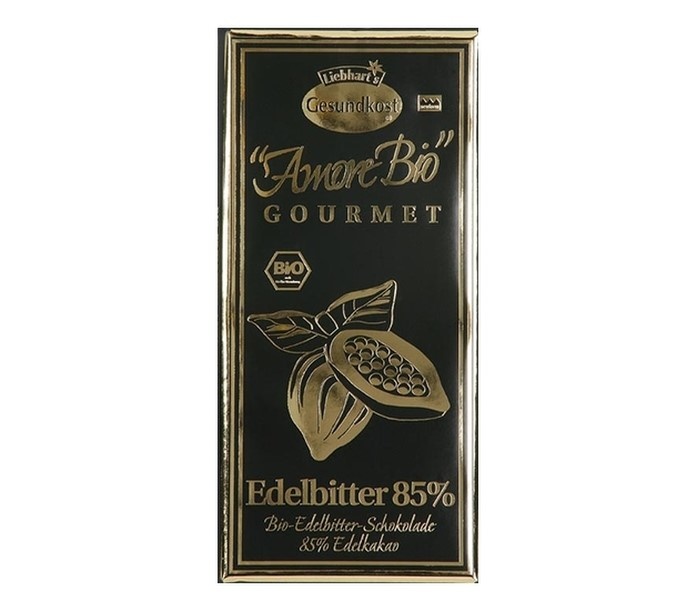 Liebhart's
Gesundkost
"Amore Bio"
GOURMET
Bio
Edelbitter 85%
Bio-Edelbitter-Schokolade
85% Edelkakao